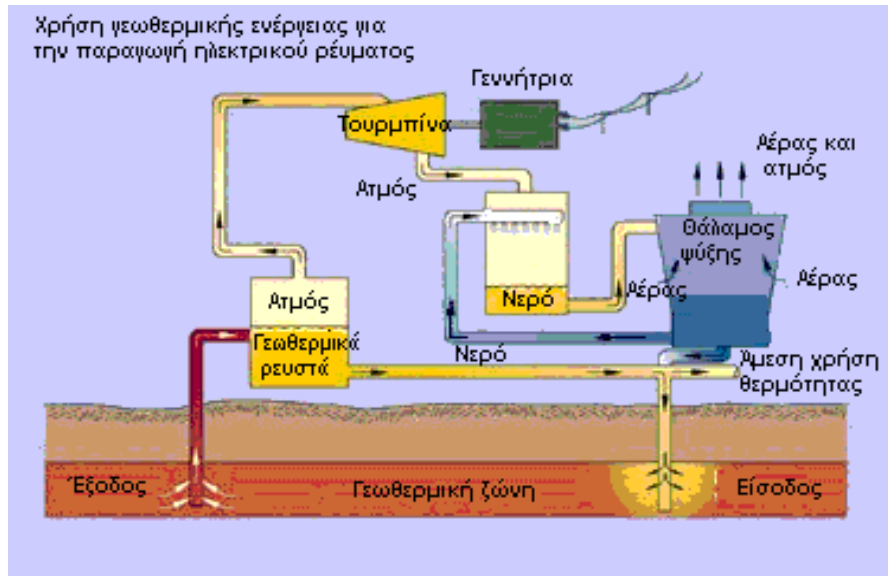 Χρήση γεωθερμικής ενέργειας για
την παραγωγή ηλεκτρικού ρέυματος
Γεννήτρια
Τουρμπίνα
Αέρας και
ατμός
Ατμός
Θάλαμος
ψύξης
Αέρας
Αέρας
Ατμός
Νερό
Γεωθερμικά
ρευστά
Νερό
Άμεση χρήση
θερμότητας
Έξοδος
Γεωθερμική ζώνη
Είσοδος